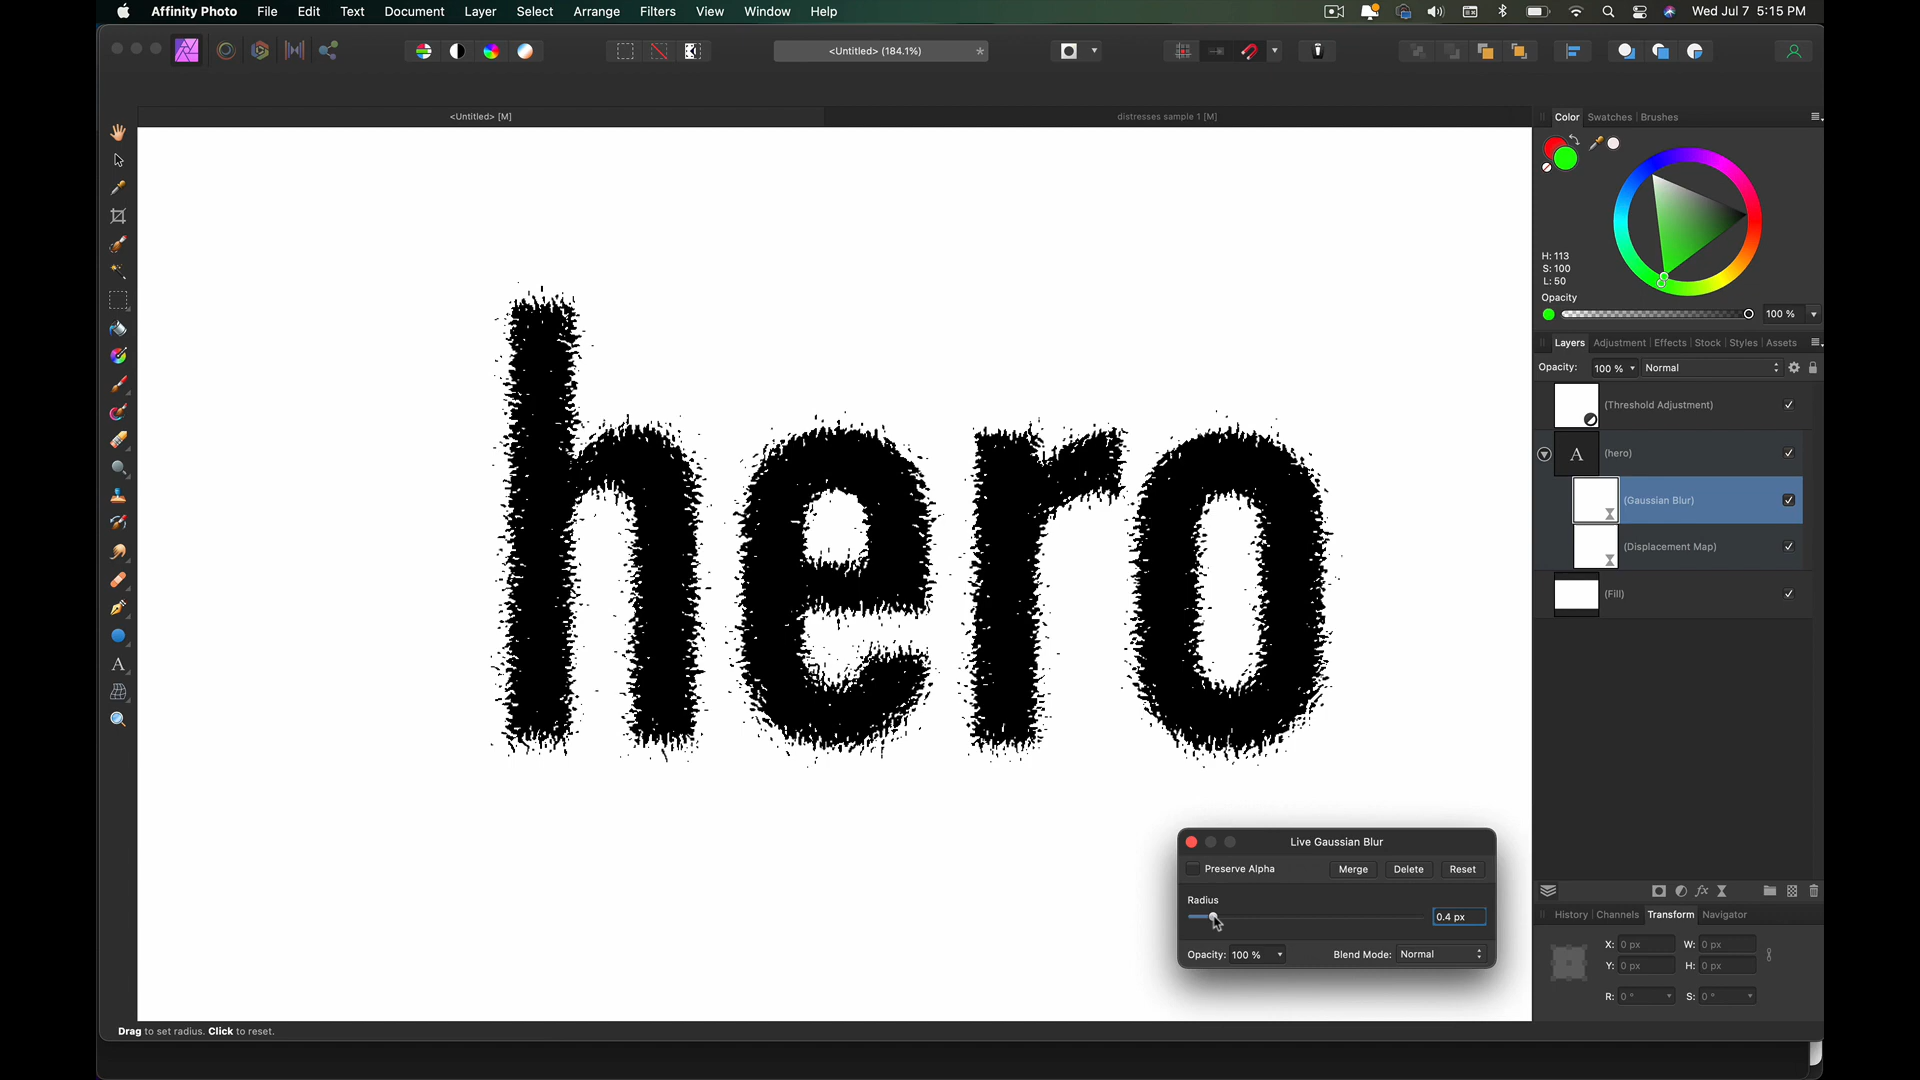 Affinity Photo File Edit Text Document Layer Select Arrange Filters View Window Help Wed Jul 7 5:15 PM
<Untitled> (184.1%) *
<Untitled> [M] distresses sample 1 [M]
Color Swatches Brushes
H: 113
S: 100
L: 50
Opacity
100 %
Layers Adjustment Effects Stock Styles Assets
Opacity: 100 % Normal
(Threshold Adjustment)
A (hero)
(Gaussian Blur)
(Displacement Map)
(Fill)
hero
Live Gaussian Blur
Preserve Alpha Merge Delete Reset
Radius
0.4 px
Opacity: 100 % Blend Mode: Normal
fx
History Channels Transform Navigator
X: 0 px W: 0 px
Y: 0 px H: 0 px
R: 0 ° S: 0 °
Drag to set radius. Click to reset.